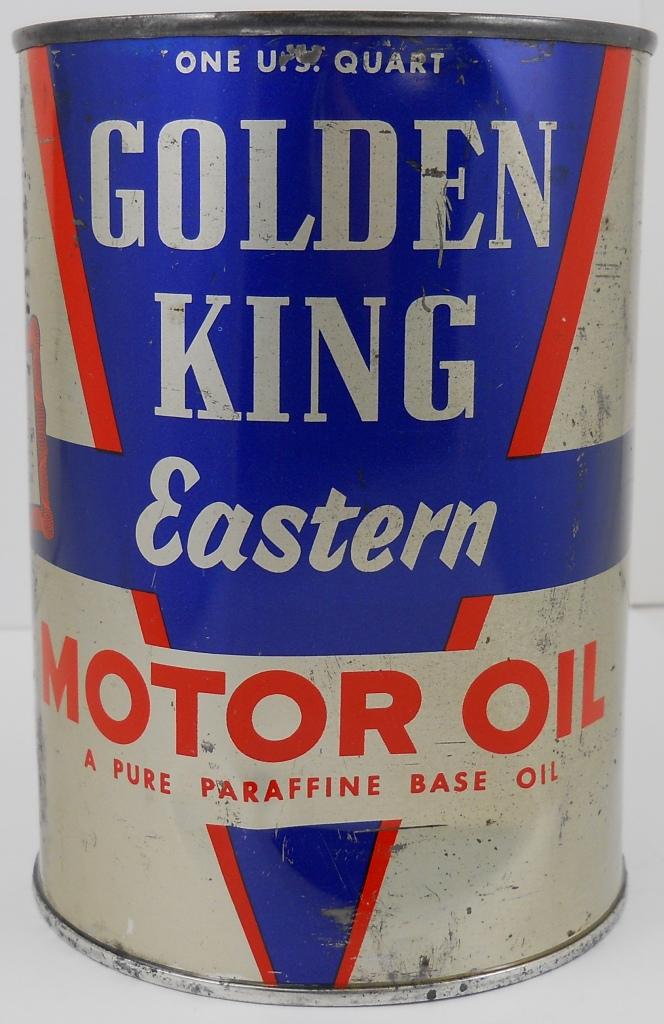 ONE U.S. QUART
GOLDEN
KING
Eastern
MOTOR OIL
A PURE PARAFFINE BASE OIL